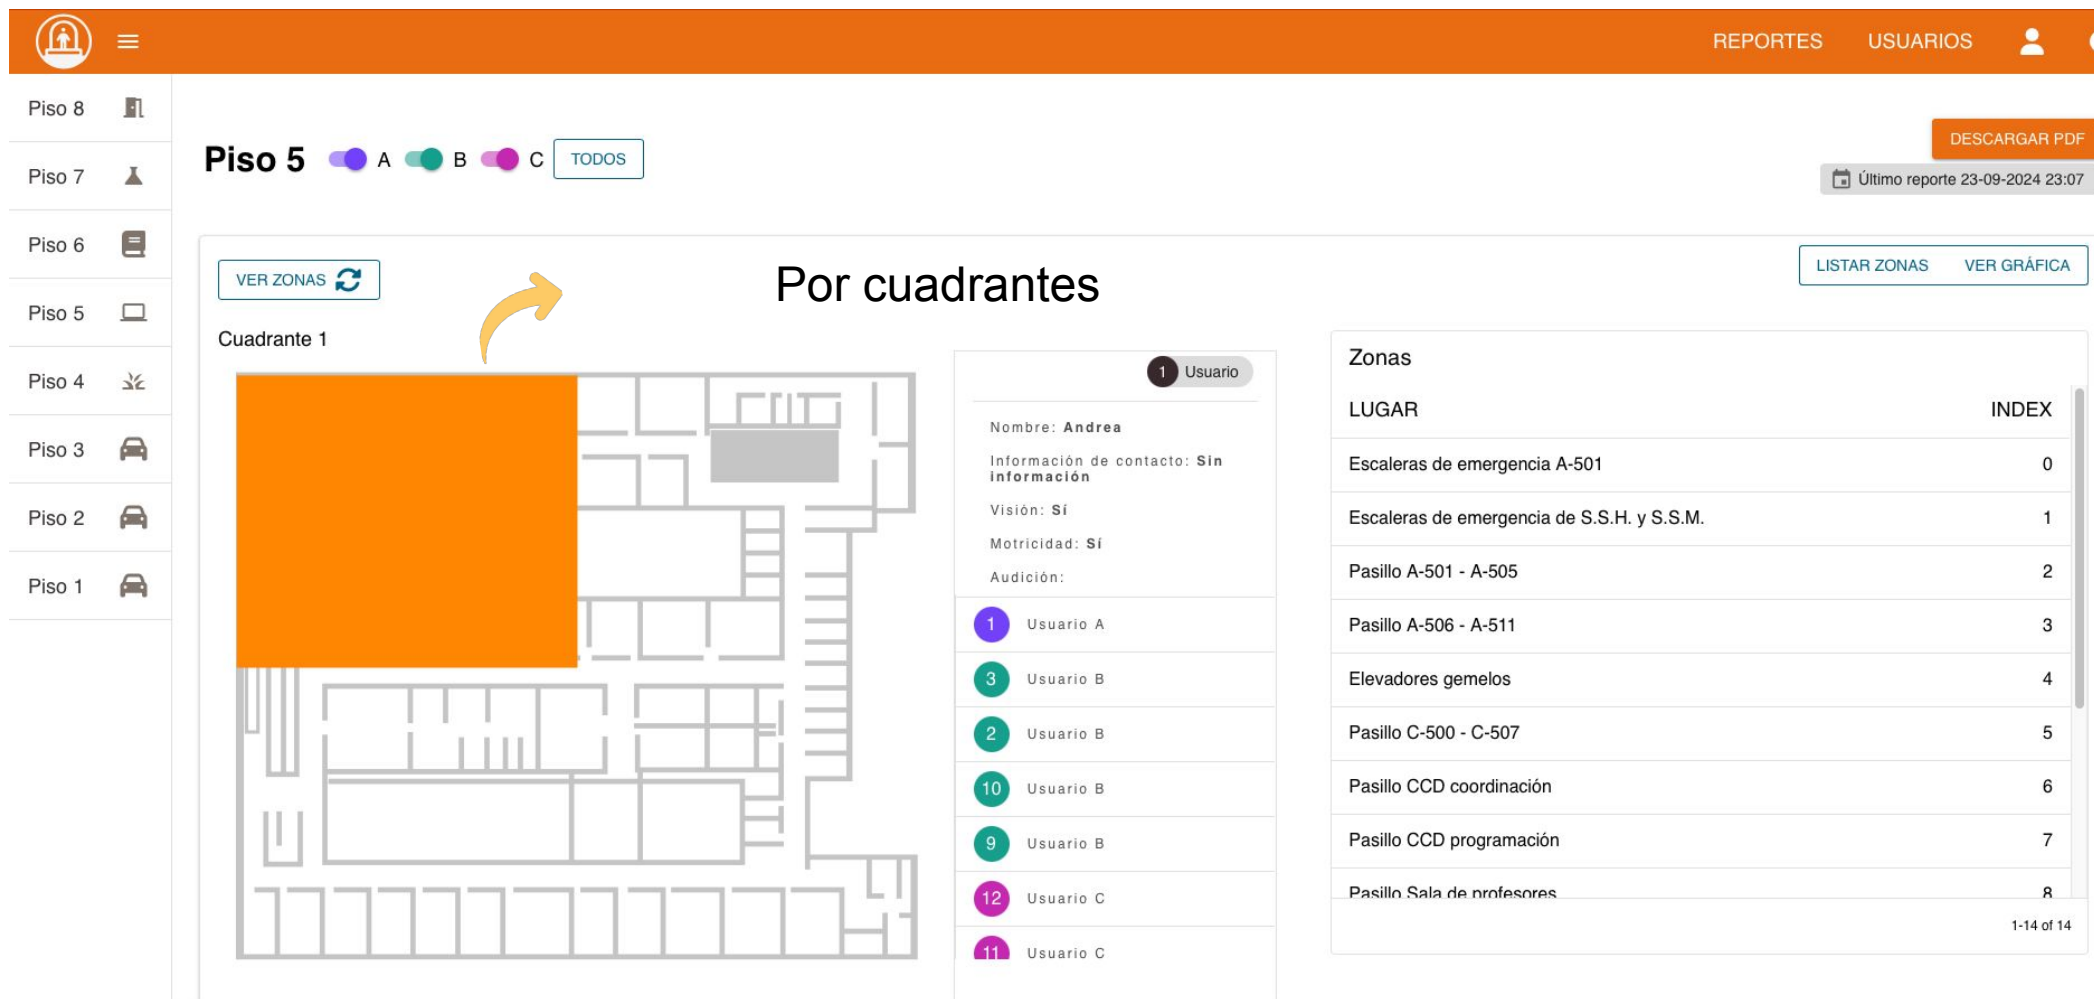 REPORTES USUARIOS
Piso 8
Piso 7
Piso 6
Piso 5
Piso 4
Piso 3
Piso 2
Piso 1
Piso 5 A B C TODOS
DESCARGAR PDF
Último reporte 23-09-2024 23:07
VER ZONAS
Por cuadrantes
LISTAR ZONAS VER GRÁFICA
Cuadrante 1
1 Usuario
Nombre: Andrea
Información de contacto: Sin
información
Visión: Sí
Motricidad: Sí
Audición:
1 Usuario A
3 Usuario B
2 Usuario B
10 Usuario B
9 Usuario B
12 Usuario C
11 Usuario C
Zonas
LUGAR INDEX
Escaleras de emergencia A-501 0
Escaleras de emergencia de S.S.H. y S.S.M. 1
Pasillo A-501 - A-505 2
Pasillo A-506 - A-511 3
Elevadores gemelos 4
Pasillo C-500 - C-507 5
Pasillo CCD coordinación 6
Pasillo CCD programación 7
Pasillo Sala de profesores 8
1-14 of 14